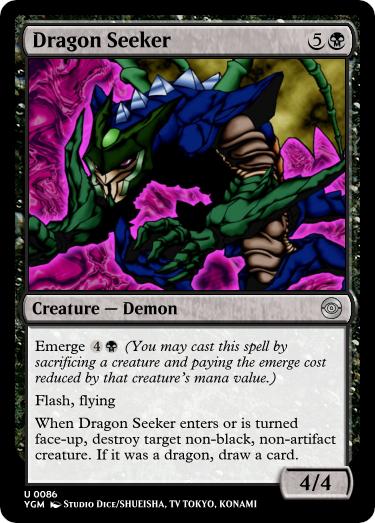 Dragon Seeker 5
Creature — Demon
Emerge 4 (You may cast this spell by
sacrificing a creature and paying the emerge cost
reduced by that creature's mana value.)
Flash, flying
When Dragon Seeker enters or is turned
face-up, destroy target non-black, non-artifact
creature. If it was a dragon, draw a card.
4/4
U 0086
YGM Studio Dice/SHUEISHA, TV TOKYO, KONAMI